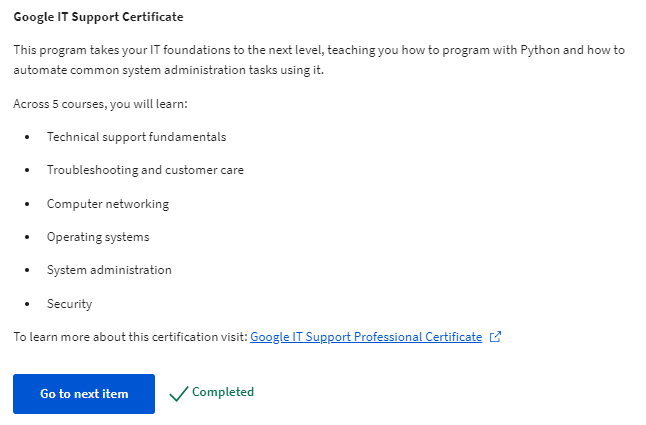 Google IT Support Certificate
This program takes your IT foundations to the next level, teaching you how to program with Python and how to
automate common system administration tasks using it.
Across 5 courses, you will learn:
• Technical support fundamentals
• Troubleshooting and customer care
• Computer networking
• Operating systems
• System administration
• Security
To learn more about this certification visit: Google IT Support Professional Certificate
Go to next item Completed